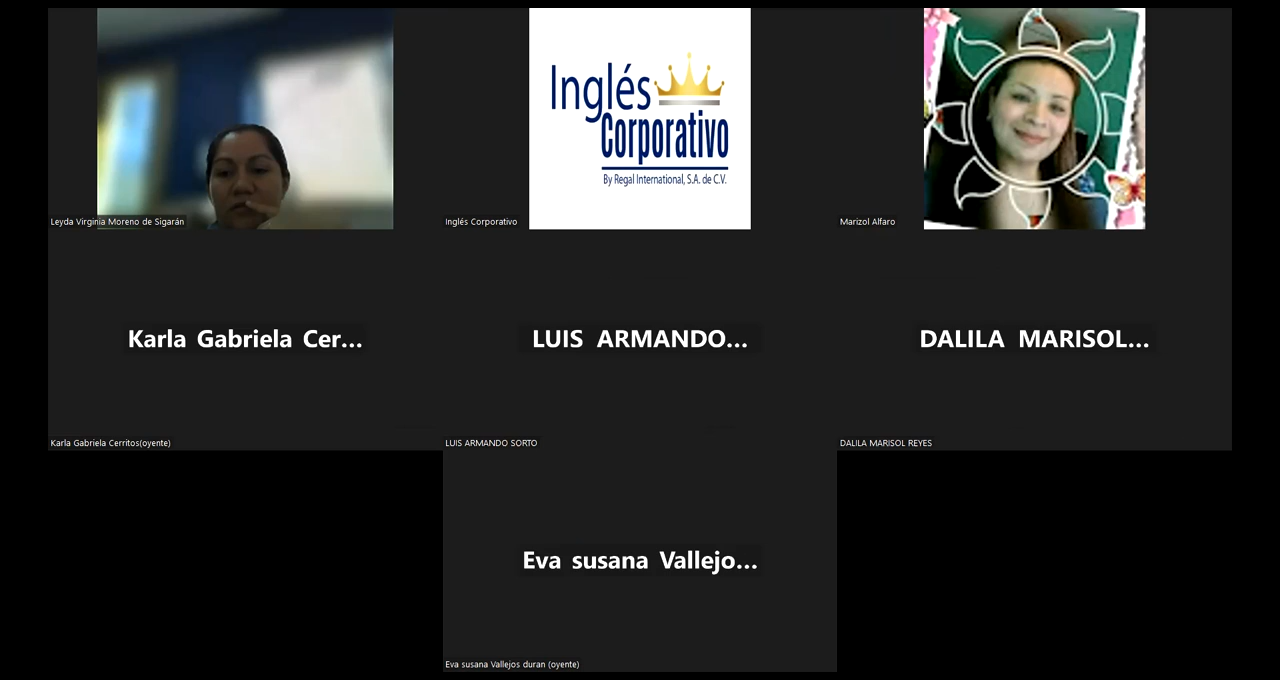 Inglés
Corporativo
By Regal International, S.A. de C.V.
Leyda Virginia Moreno de Sigarán
Inglés Corporativo
Marizol Alfaro
Karla Gabriela Cer...
LUIS ARMANDO...
DALILA MARISOL...
Karla Gabriela Cerritos(oyente)
LUIS ARMANDO SORTO
DALILA MARISOL REYES
Eva susana Vallejo...
Eva susana Vallejos duran (oyente)